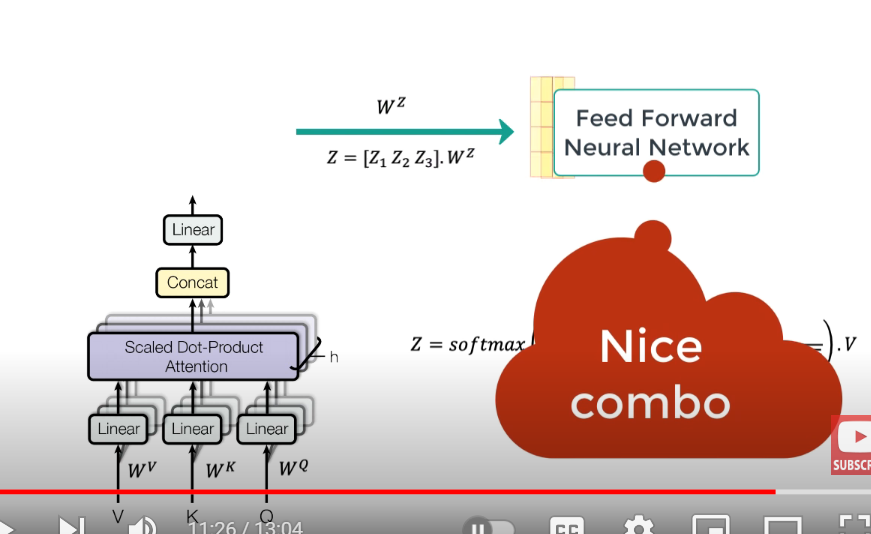 W^Z
Z = [Z₁ Z₂ Z₃].W^Z
Feed Forward
Neural Network
Linear
Concat
Scaled Dot-Product
Attention
h
Z = softmax( ).V
Nice
combo
Linear Linear Linear
W^V W^K W^Q
V K Q
11:26 / 13:04
CC